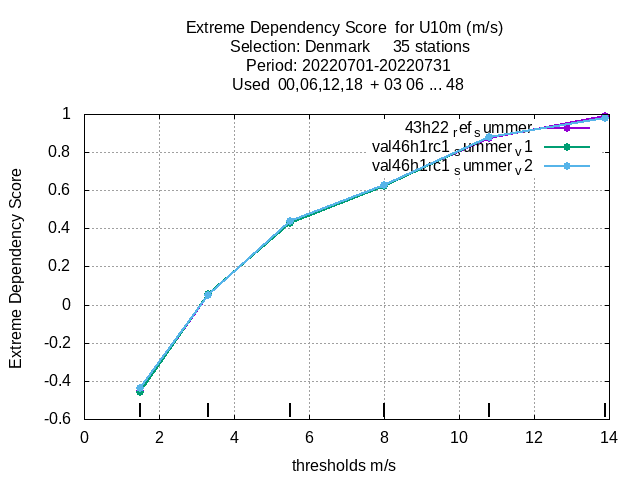 Extreme Dependency Score for U10m (m/s)
Selection: Denmark 35 stations
Period: 20220701-20220731
Used 00,06,12,18 + 03 06 ... 48
43h22_ref_summer
val46h1rc1_summer_v1
val46h1rc1_summer_v2
1
0.8
0.6
0.4
0.2
0
-0.2
-0.4
-0.6
Extreme Dependency Score
0 2 4 6 8 10 12 14
thresholds m/s